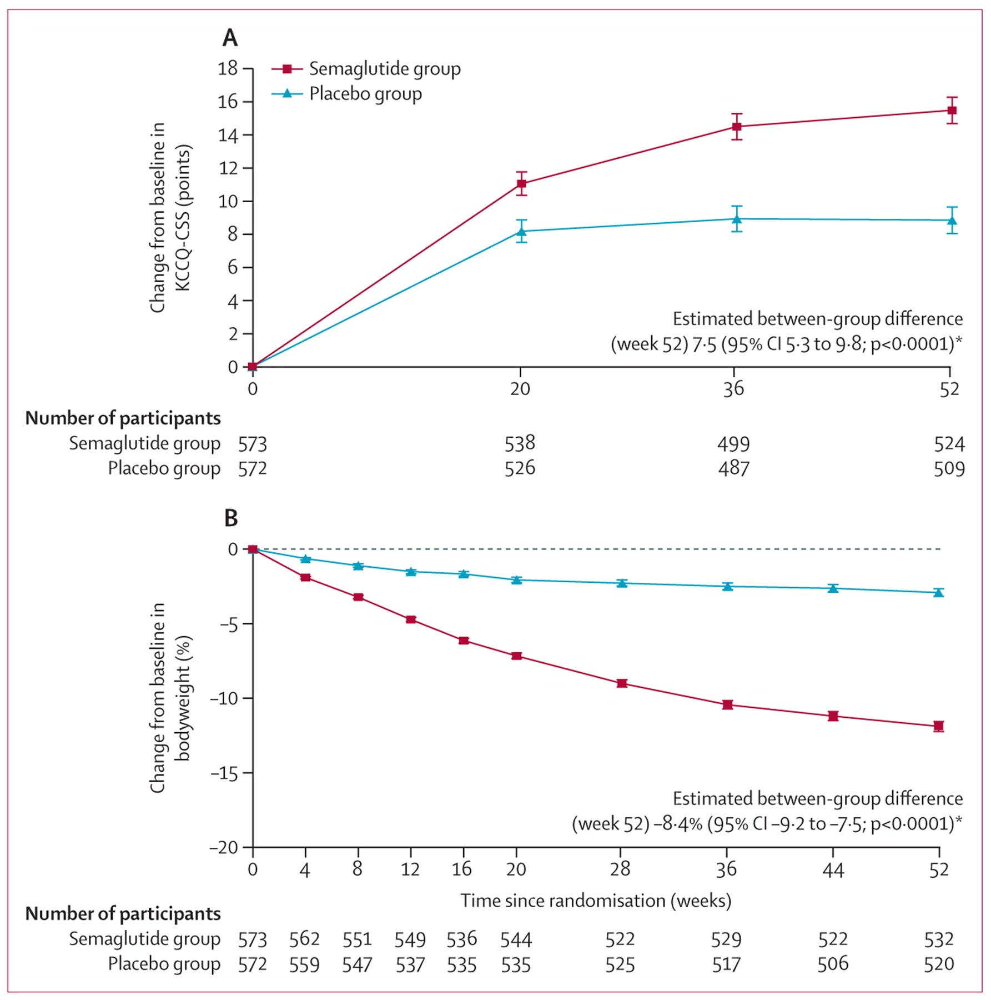 A
18
Semaglutide group
Placebo group
16
14
12
10
8
6
4
2
0
Change from baseline in
KCCQ-CSS (points)
Estimated between-group difference
(week 52) 7·5 (95% CI 5·3 to 9·8; p<0·0001)*
0 20 36 52
Number of participants
Semaglutide group 573 538 499 524
Placebo group 572 526 487 509
B
0
–5
–10
–15
–20
Change from baseline in
bodyweight (%)
Estimated between-group difference
(week 52) –8·4% (95% CI –9·2 to –7·5; p<0·0001)*
0 4 8 12 16 20 28 36 44 52
Time since randomisation (weeks)
Number of participants
Semaglutide group 573 562 551 549 536 544 522 529 522 532
Placebo group 572 559 547 537 535 535 525 517 506 520